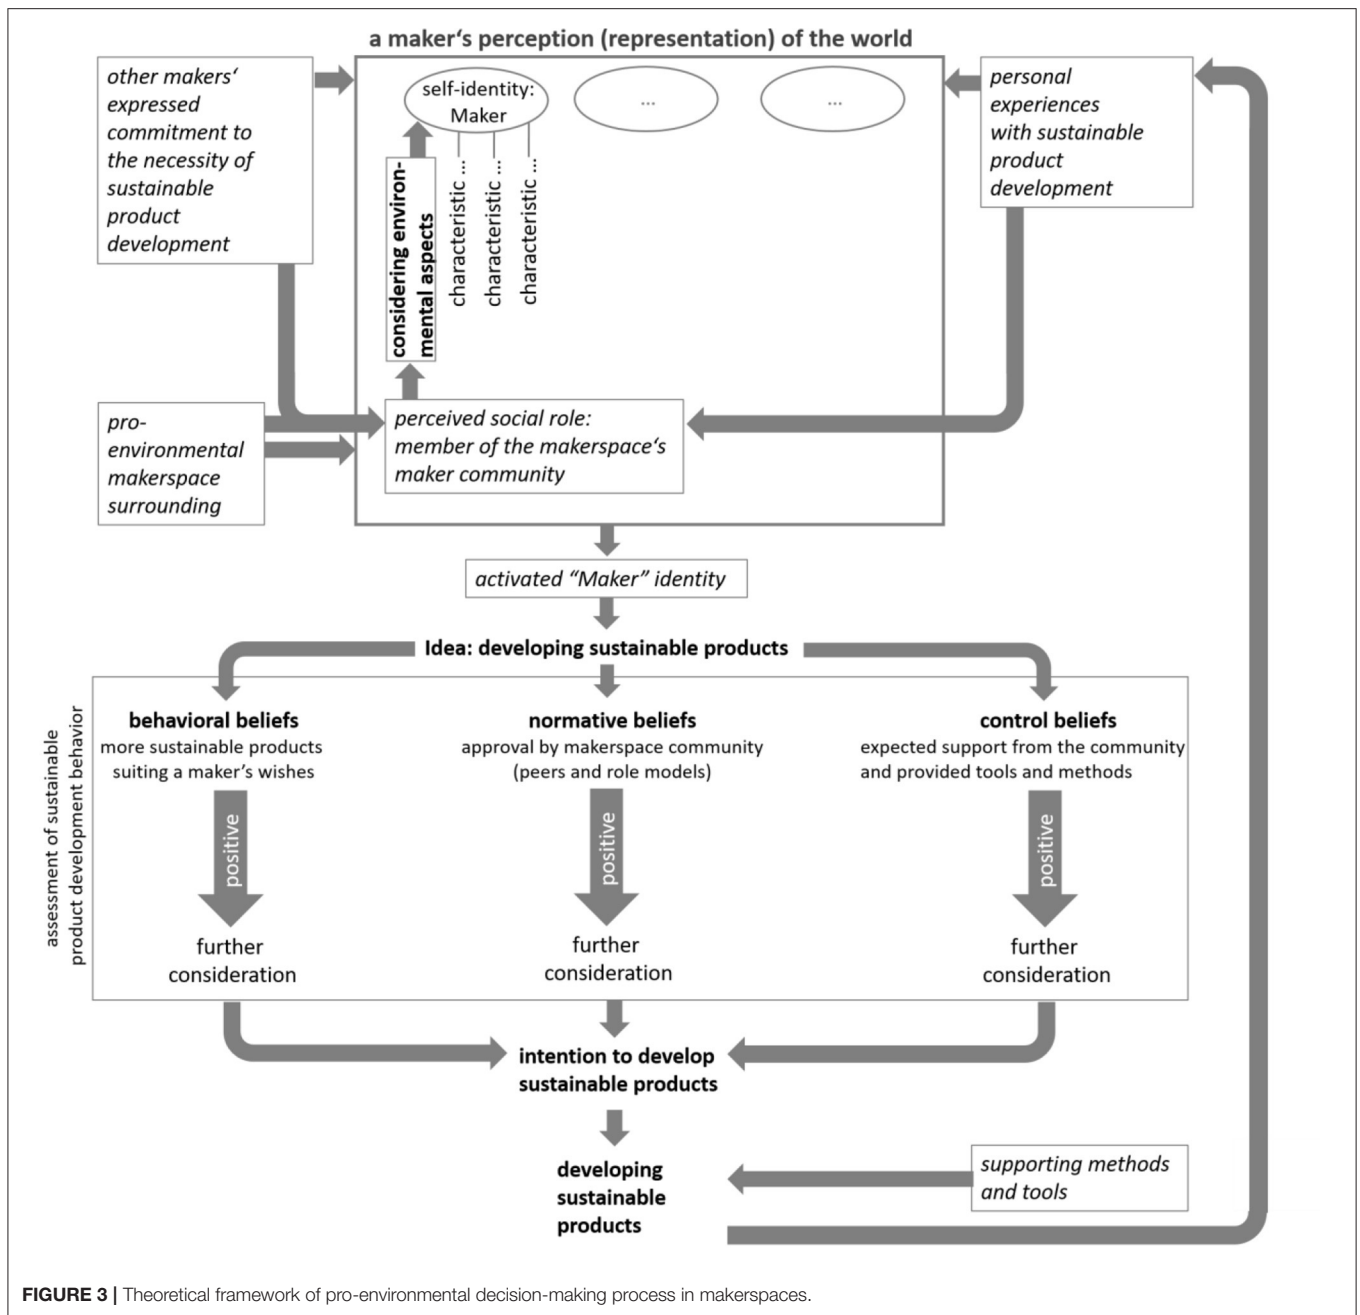 a maker‘s perception (representation) of the world
other makers‘
expressed
commitment to
the necessity of
sustainable
product
development
self-identity:
Maker
...
...
personal
experiences
with sustainable
product
development
considering environ-
mental aspects
characteristic ...
characteristic ...
characteristic ...
pro-
environmental
makerspace
surrounding
perceived social role:
member of the makerspace‘s
maker community
activated “Maker” identity
Idea: developing sustainable products
assessment of sustainable
product development behavior
behavioral beliefs
more sustainable products
suiting a maker’s wishes
normative beliefs
approval by makerspace community
(peers and role models)
control beliefs
expected support from the community
and provided tools and methods
positive
positive
positive
further
consideration
further
consideration
further
consideration
intention to develop
sustainable products
developing
sustainable
products
supporting methods
and tools
FIGURE 3 | Theoretical framework of pro-environmental decision-making process in makerspaces.